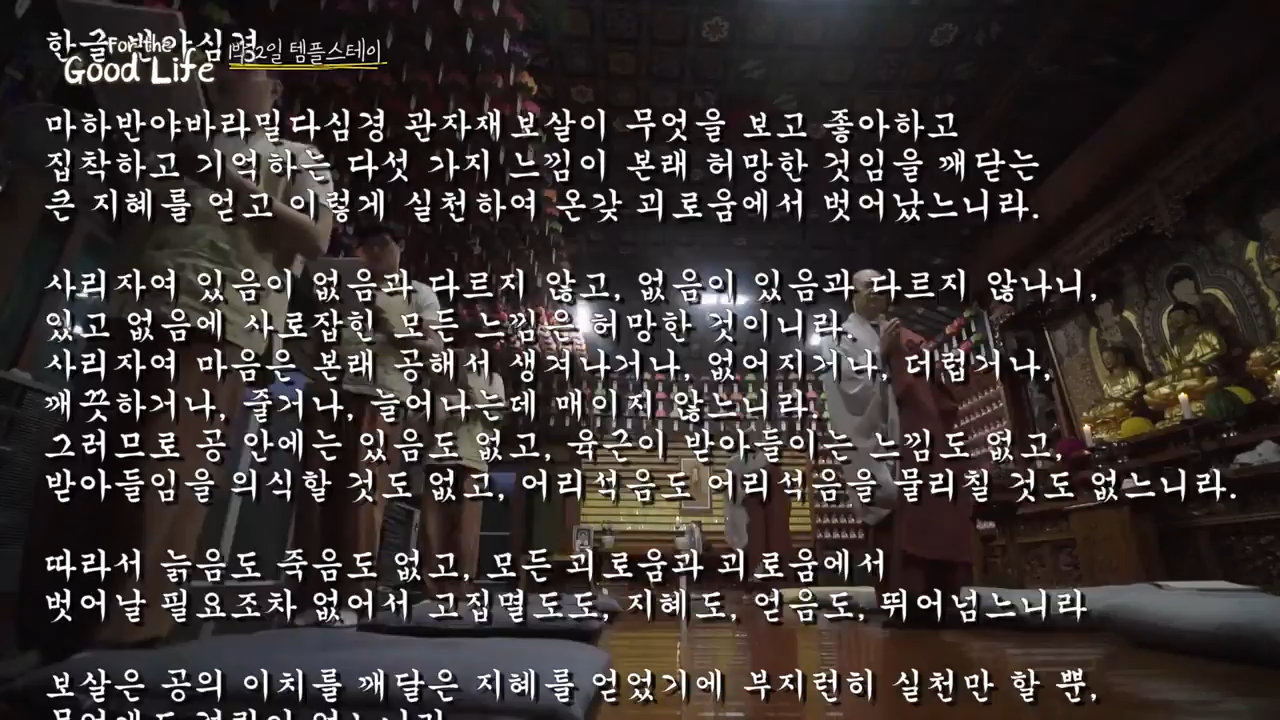 한글 반야심경
For the
Good Life
1박2일 템플스테이
마하반야바라밀다심경 관자재보살이 무엇을 보고 좋아하고
집착하고 기억하는 다섯 가지 느낌이 본래 허망한 것임을 깨닫는
큰 지혜를 얻고 이렇게 실천하여 온갖 괴로움에서 벗어났느니라.
사리자여 있음이 없음과 다르지 않고, 없음이 있음과 다르지 않나니,
있고 없음에 사로잡힌 모든 느낌은 허망한 것이니라.
사리자여 마음은 본래 공해서 생겨나거나, 없어지거나, 더럽거나,
깨끗하거나, 줄거나, 늘어나는데 매이지 않느니라.
그러므로 공 안에는 있음도 없고, 육근이 받아들이는 느낌도 없고,
받아들임을 의식할 것도 없고, 어리석음도 어리석음을 물리칠 것도 없느니라.
따라서 늙음도 죽음도 없고, 모든 괴로움과 괴로움에서
벗어날 필요조차 없어서 고집멸도도, 지혜도, 얻음도, 뛰어넘느니라
보살은 공의 이치를 깨달은 지혜를 얻었기에 부지런히 실천만 할 뿐,